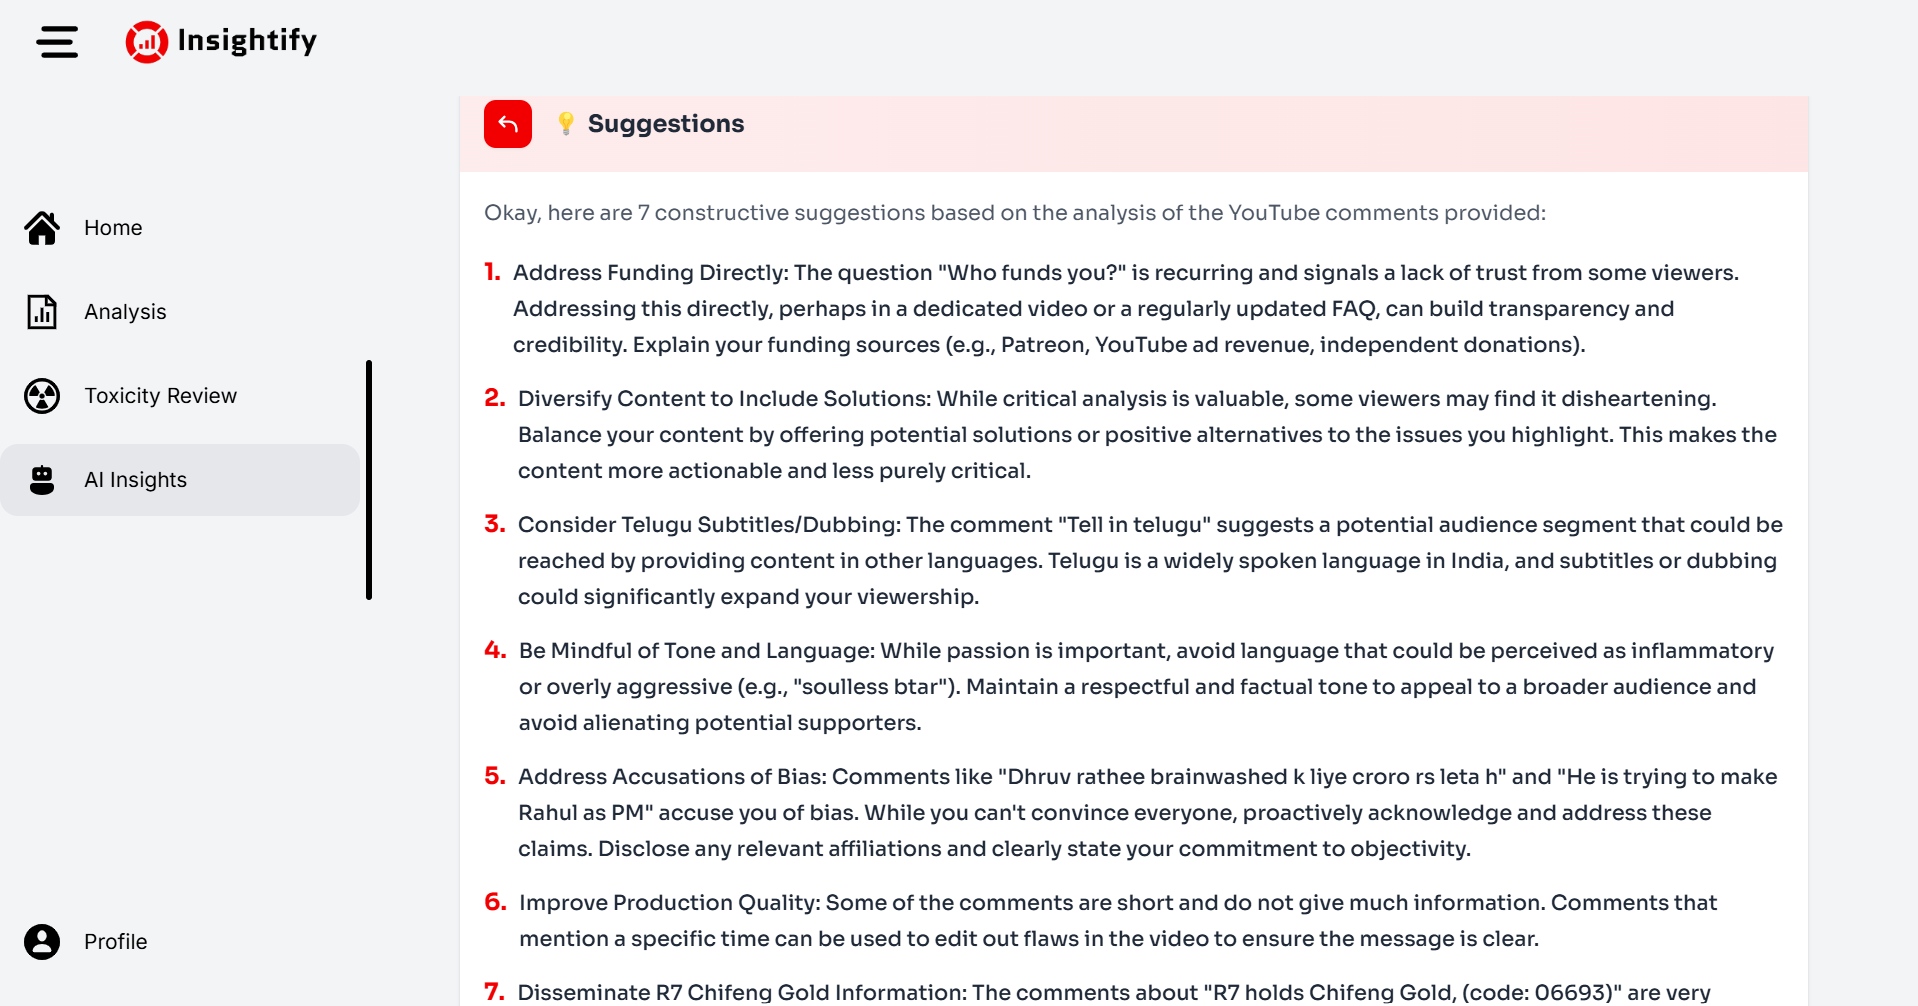 Insightify
Home
Analysis
Toxicity Review
AI Insights
Profile
Suggestions
Okay, here are 7 constructive suggestions based on the analysis of the YouTube comments provided:
1. Address Funding Directly: The question "Who funds you?" is recurring and signals a lack of trust from some viewers.
Addressing this directly, perhaps in a dedicated video or a regularly updated FAQ, can build transparency and
credibility. Explain your funding sources (e.g., Patreon, YouTube ad revenue, independent donations).
2. Diversify Content to Include Solutions: While critical analysis is valuable, some viewers may find it disheartening.
Balance your content by offering potential solutions or positive alternatives to the issues you highlight. This makes the
content more actionable and less purely critical.
3. Consider Telugu Subtitles/Dubbing: The comment "Tell in telugu" suggests a potential audience segment that could be
reached by providing content in other languages. Telugu is a widely spoken language in India, and subtitles or dubbing
could significantly expand your viewership.
4. Be Mindful of Tone and Language: While passion is important, avoid language that could be perceived as inflammatory
or overly aggressive (e.g., "soulless btar"). Maintain a respectful and factual tone to appeal to a broader audience and
avoid alienating potential supporters.
5. Address Accusations of Bias: Comments like "Dhruv rathee brainwashed k liye croro rs leta h" and "He is trying to make
Rahul as PM" accuse you of bias. While you can't convince everyone, proactively acknowledge and address these
claims. Disclose any relevant affiliations and clearly state your commitment to objectivity.
6. Improve Production Quality: Some of the comments are short and do not give much information. Comments that
mention a specific time can be used to edit out flaws in the video to ensure the message is clear.
7. Disseminate R7 Chifeng Gold Information: The comments about "R7 holds Chifeng Gold, (code: 06693)" are very